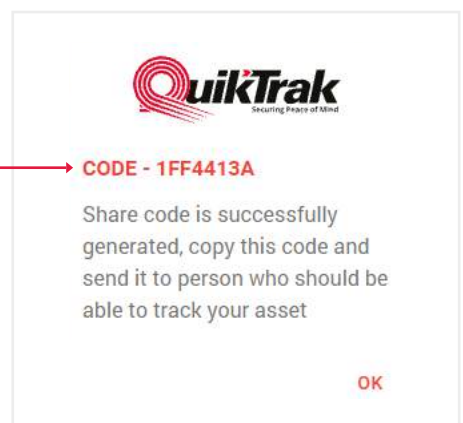 QuikTrak
Securing Peace of Mind
CODE - 1FF4413A
Share code is successfully
generated, copy this code and
send it to person who should be
able to track your asset
OK